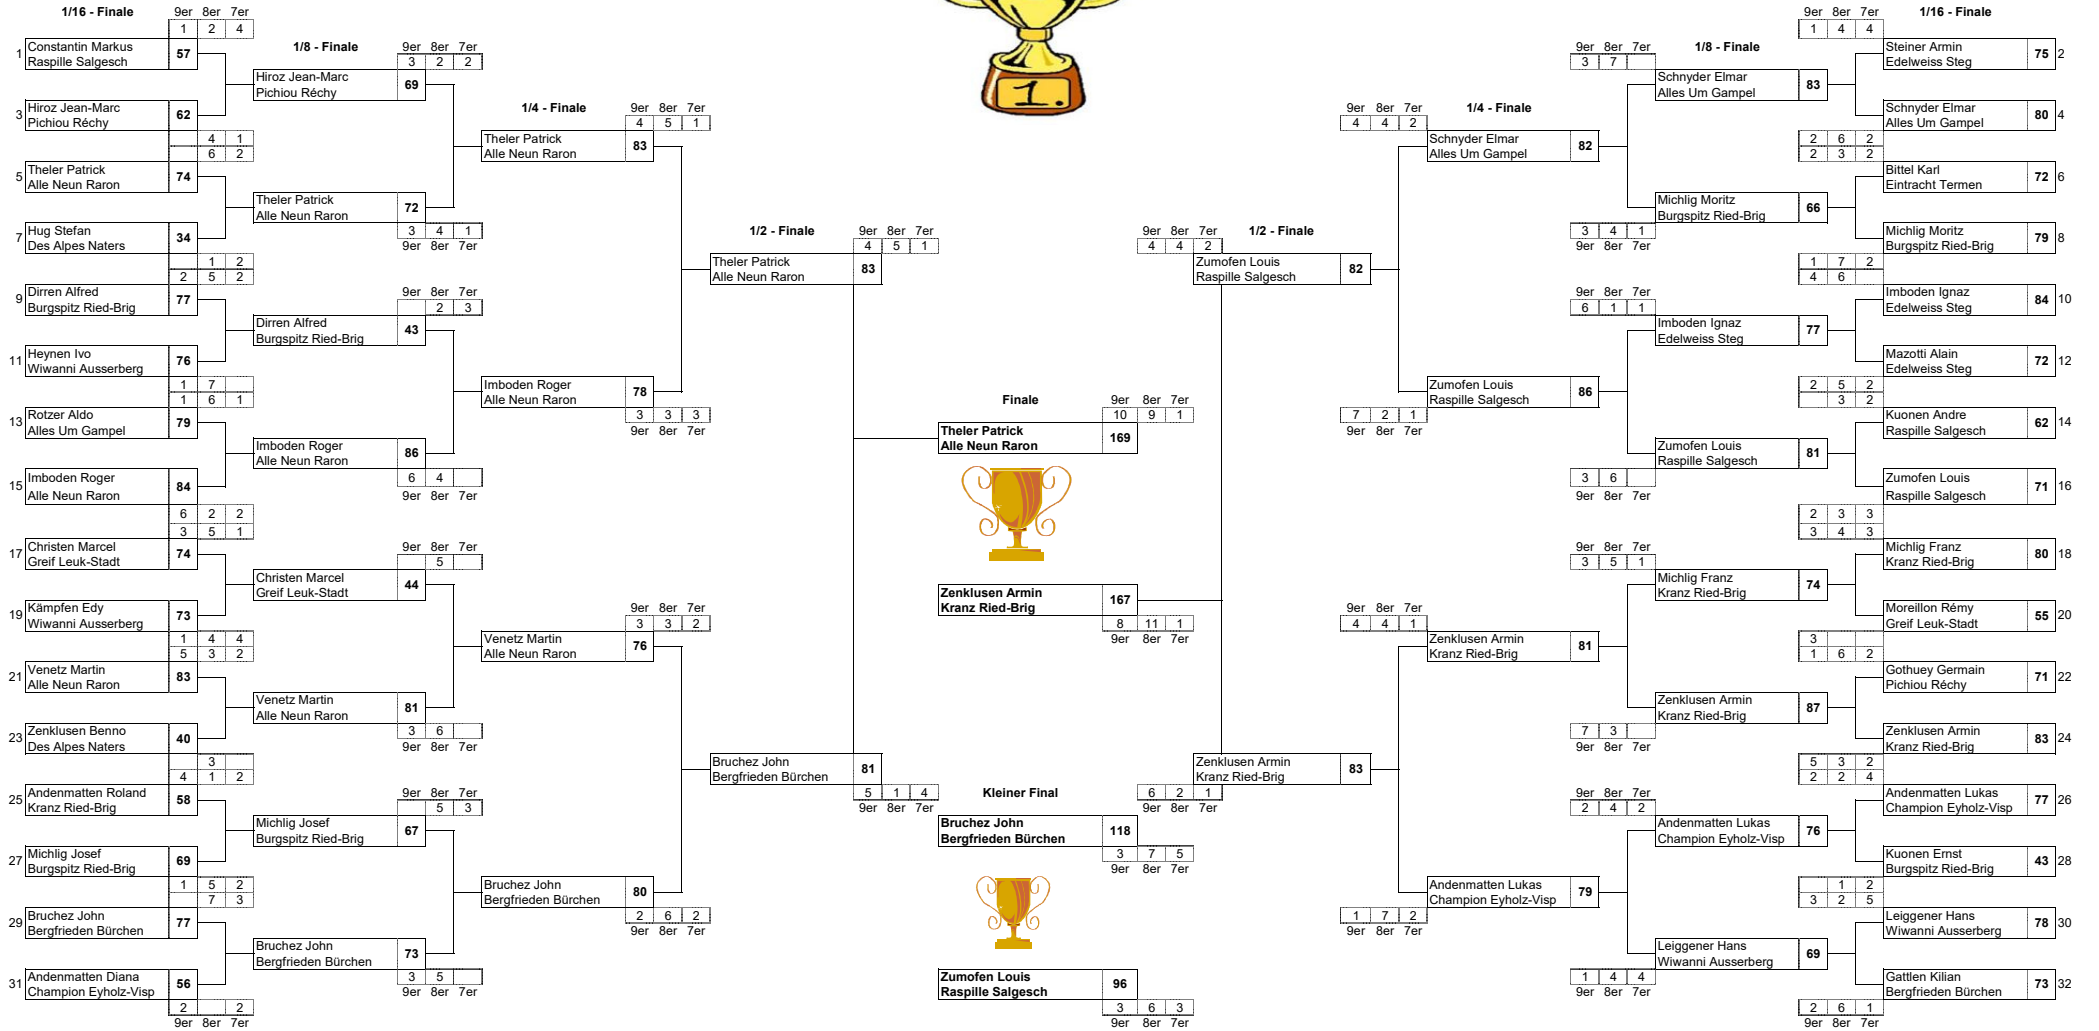 1/16 - Finale 9er 8er 7er
1 2 4
1 Constantin Markus 57
Raspille Salgesch
3 Hiroz Jean-Marc 62
Pichiou Réchy
4 1
6 2
5 Theler Patrick 74
Alle Neun Raron
7 Hug Stefan 34
Des Alpes Naters
1 2
2 5 2
9 Dirren Alfred 77
Burgspitz Ried-Brig
11 Heynen Ivo 76
Wiwanni Ausserberg
1 7
1 6 1
13 Rotzer Aldo 79
Alles Um Gampel
15 Imboden Roger 84
Alle Neun Raron
6 2 2
3 5 1
17 Christen Marcel 74
Greif Leuk-Stadt
19 Kämpfen Edy 73
Wiwanni Ausserberg
1 4 4
5 3 2
21 Venetz Martin 83
Alle Neun Raron
23 Zenklusen Benno 40
Des Alpes Naters
3
4 1 2
25 Andenmatten Roland 58
Kranz Ried-Brig
27 Michlig Josef 69
Burgspitz Ried-Brig
1 5 2
7 3
29 Bruchez John 77
Bergfrieden Bürchen
31 Andenmatten Diana 56
Champion Eyholz-Visp
2 2
9er 8er 7er
1/8 - Finale 9er 8er 7er
3 2 2
Hiroz Jean-Marc 69
Pichiou Réchy
Theler Patrick 72
Alle Neun Raron
3 4 1
9er 8er 7er
9er 8er 7er
2 3
Dirren Alfred 43
Burgspitz Ried-Brig
Imboden Roger 86
Alle Neun Raron
6 4
9er 8er 7er
9er 8er 7er
5
Christen Marcel 44
Greif Leuk-Stadt
Venetz Martin 81
Alle Neun Raron
3 6
9er 8er 7er
9er 8er 7er
5 3
Michlig Josef 67
Burgspitz Ried-Brig
Bruchez John 73
Bergfrieden Bürchen
3 5
9er 8er 7er
1/4 - Finale 9er 8er 7er
4 5 1
Theler Patrick 83
Alle Neun Raron
Imboden Roger 78
Alle Neun Raron
3 3 3
9er 8er 7er
9er 8er 7er
3 3 2
Venetz Martin 76
Alle Neun Raron
Bruchez John 80
Bergfrieden Bürchen
2 6 2
9er 8er 7er
1/2 - Finale 9er 8er 7er
4 5 1
Theler Patrick 83
Alle Neun Raron
Bruchez John 81
Bergfrieden Bürchen
5 1 4
9er 8er 7er
1.
Finale 9er 8er 7er
10 9 1
Theler Patrick 169
Alle Neun Raron
Zenklusen Armin 167
Kranz Ried-Brig
8 11 1
9er 8er 7er
Kleiner Final
Bruchez John 118
Bergfrieden Bürchen
3 7 5
9er 8er 7er
Zumofen Louis 96
Raspille Salgesch
3 6 3
9er 8er 7er
9er 8er 7er 1/2 - Finale
4 4 2
Zumofen Louis 82
Raspille Salgesch
Zenklusen Armin 83
Kranz Ried-Brig
6 2 1
9er 8er 7er
9er 8er 7er 1/4 - Finale
4 4 2
Schnyder Elmar 82
Alles Um Gampel
Zumofen Louis 86
Raspille Salgesch
7 2 1
9er 8er 7er
9er 8er 7er
4 4 1
Zenklusen Armin 81
Kranz Ried-Brig
Andenmatten Lukas 79
Champion Eyholz-Visp
1 7 2
9er 8er 7er
9er 8er 7er 1/8 - Finale
3 7
Schnyder Elmar 83
Alles Um Gampel
Michlig Moritz 66
Burgspitz Ried-Brig
3 4 1
9er 8er 7er
9er 8er 7er
6 1 1
Imboden Ignaz 77
Edelweiss Steg
Zumofen Louis 81
Raspille Salgesch
3 6
9er 8er 7er
9er 8er 7er
3 5 1
Michlig Franz 74
Kranz Ried-Brig
Zenklusen Armin 87
Kranz Ried-Brig
7 3
9er 8er 7er
9er 8er 7er
2 4 2
Andenmatten Lukas 76
Champion Eyholz-Visp
Leiggener Hans 69
Wiwanni Ausserberg
1 4 4
9er 8er 7er
9er 8er 7er 1/16 - Finale
1 4 4
Steiner Armin 75 2
Edelweiss Steg
Schnyder Elmar 80 4
Alles Um Gampel
2 6 2
2 3 2
Bittel Karl 72 6
Eintracht Termen
Michlig Moritz 79 8
Burgspitz Ried-Brig
1 7 2
4 6
Imboden Ignaz 84 10
Edelweiss Steg
Mazotti Alain 72 12
Edelweiss Steg
2 5 2
3 2
Kuonen Andre 62 14
Raspille Salgesch
Zumofen Louis 71 16
Raspille Salgesch
2 3 3
3 4 3
Michlig Franz 80 18
Kranz Ried-Brig
Moreillon Rémy 55 20
Greif Leuk-Stadt
3
1 6 2
Gothuey Germain 71 22
Pichiou Réchy
Zenklusen Armin 83 24
Kranz Ried-Brig
5 3 2
2 2 4
Andenmatten Lukas 77 26
Champion Eyholz-Visp
Kuonen Ernst 43 28
Burgspitz Ried-Brig
1 2
3 2 5
Leiggener Hans 78 30
Wiwanni Ausserberg
Gattlen Kilian 73 32
Bergfrieden Bürchen
2 6 1
9er 8er 7er